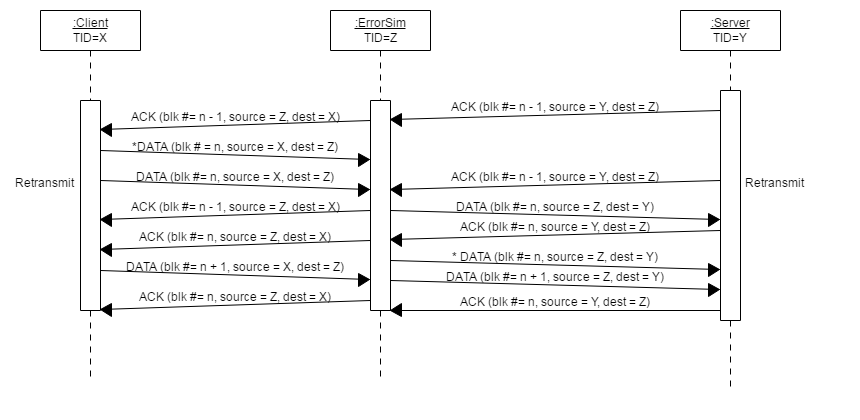 :Client
TID=X
:ErrorSim
TID=Z
:Server
TID=Y
ACK (blk #= n - 1, source = Y, dest = Z)
ACK (blk #= n - 1, source = Z, dest = X)
*DATA (blk # = n, source = X, dest = Z)
Retransmit
DATA (blk #= n, source = X, dest = Z)
ACK (blk #= n - 1, source = Y, dest = Z)
Retransmit
ACK (blk #= n - 1, source = Z, dest = X)
DATA (blk #= n, source = Z, dest = Y)
ACK (blk #= n, source = Y, dest = Z)
ACK (blk #= n, source = Z, dest = X)
* DATA (blk #= n, source = Z, dest = Y)
DATA (blk #= n + 1, source = X, dest = Z)
DATA (blk #= n + 1, source = Z, dest = Y)
ACK (blk #= n, source = Z, dest = X)
ACK (blk #= n, source = Y, dest = Z)